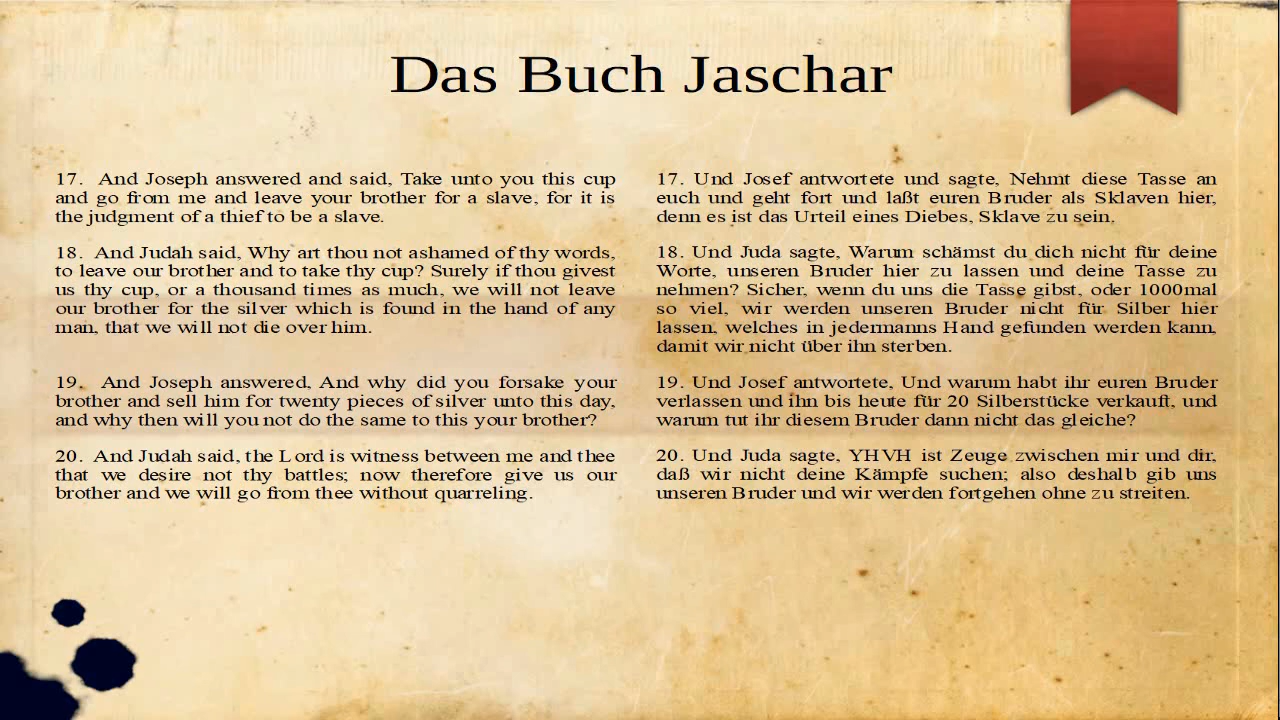 Das Buch Jaschar
17. And Joseph answered and said, Take unto you this cup
and go from me and leave your brother for a slave, for it is
the judgment of a thief to be a slave.
18. And Judah said, Why art thou not ashamed of thy words,
to leave our brother and to take thy cup? Surely if thou givest
us thy cup, or a thousand times as much, we will not leave
our brother for the silver which is found in the hand of any
man, that we will not die over him.
19. And Joseph answered, And why did you forsake your
brother and sell him for twenty pieces of silver unto this day,
and why then will you not do the same to this your brother?
20. And Judah said, the Lord is witness between me and thee
that we desire not thy battles; now therefore give us our
brother and we will go from thee without quarreling.
17. Und Josef antwortete und sagte, Nehmt diese Tasse an
euch und geht fort und laßt euren Bruder als Sklaven hier,
denn es ist das Urteil eines Diebes, Sklave zu sein.
18. Und Juda sagte, Warum schämst du dich nicht für deine
Worte, unseren Bruder hier zu lassen und deine Tasse zu
nehmen? Sicher, wenn du uns die Tasse gibst, oder 1000mal
so viel, wir werden unseren Bruder nicht für Silber hier
lassen, welches in jedermanns Hand gefunden werden kann,
damit wir nicht über ihn sterben.
19. Und Josef antwortete, Und warum habt ihr euren Bruder
verlassen und ihn bis heute für 20 Silberstücke verkauft, und
warum tut ihr diesem Bruder dann nicht das gleiche?
20. Und Juda sagte, YHVH ist Zeuge zwischen mir und dir,
daß wir nicht deine Kämpfe suchen; also deshalb gib uns
unseren Bruder und wir werden fortgehen ohne zu streiten.